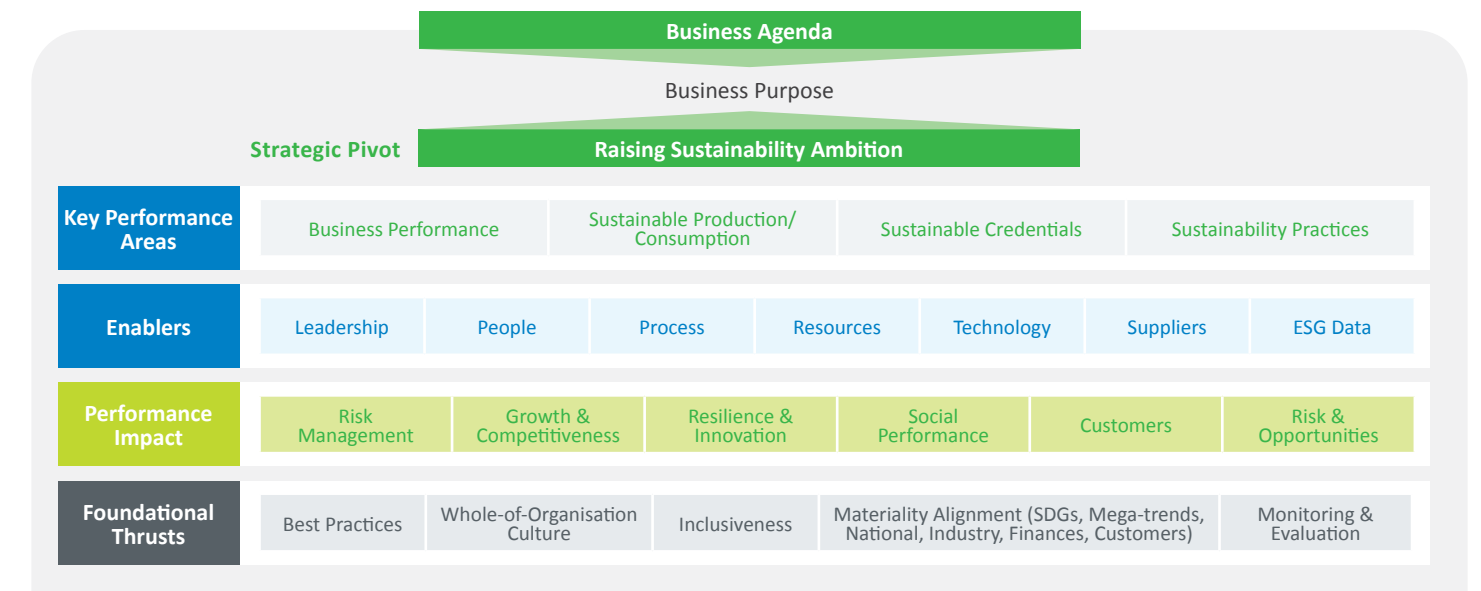 Business Agenda
Business Purpose
Strategic Pivot
Raising Sustainability Ambition
Key Performance
Areas
Business Performance
Sustainable Production/
Consumption
Sustainable Credentials
Sustainability Practices
Enablers
Leadership
People
Process
Resources
Technology
Suppliers
ESG Data
Performance
Impact
Risk
Management
Growth &
Competitiveness
Resilience &
Innovation
Social
Performance
Customers
Risk &
Opportunities
Foundational
Thrusts
Best Practices
Whole-of-Organisation
Culture
Inclusiveness
Materiality Alignment (SDGs, Mega-trends,
National, Industry, Finances, Customers)
Monitoring &
Evaluation